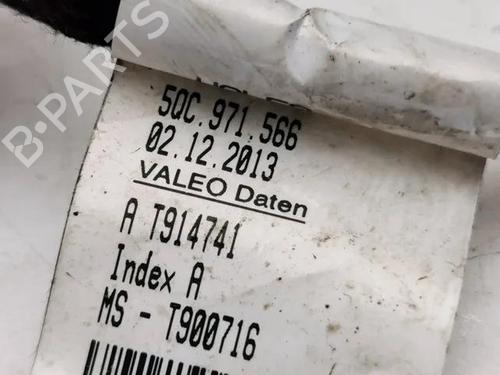 5QC.971.566
02.12.2013
VALEO Daten
A T914741
Index A
MS - T900716
B-PARTS